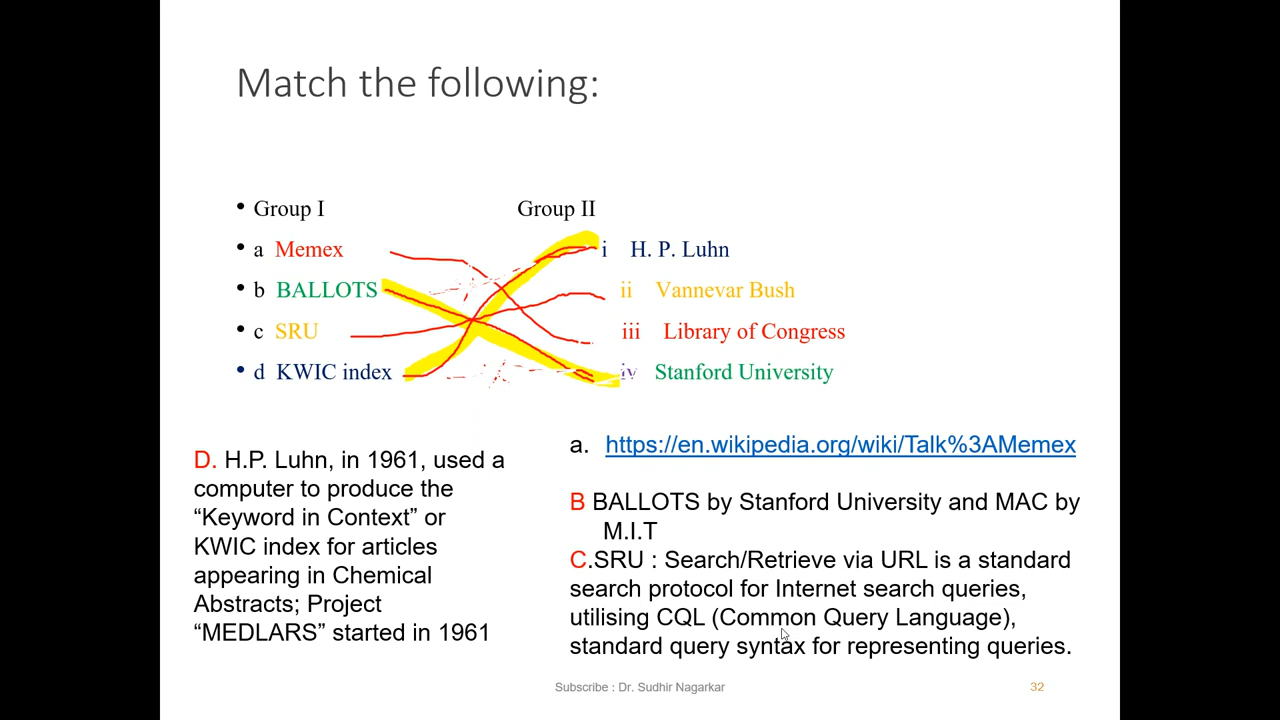 Match the following:
• Group I Group II
• a Memex i H. P. Luhn
• b BALLOTS ii Vannevar Bush
• c SRU iii Library of Congress
• d KWIC index iv Stanford University
D. H.P. Luhn, in 1961, used a
computer to produce the
“Keyword in Context” or
KWIC index for articles
appearing in Chemical
Abstracts; Project
“MEDLARS” started in 1961
a. https://en.wikipedia.org/wiki/Talk%3AMemex
B BALLOTS by Stanford University and MAC by
M.I.T
C.SRU : Search/Retrieve via URL is a standard
search protocol for Internet search queries,
utilising CQL (Common Query Language),
standard query syntax for representing queries.
Subscribe : Dr. Sudhir Nagarkar
32